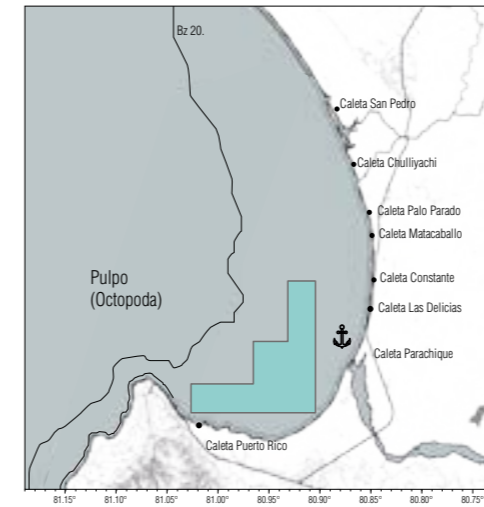 Bz 20.
Caleta San Pedro
Caleta Chulliyachi
Caleta Palo Parado
Caleta Matacaballo
Pulpo
(Octopoda)
Caleta Constante
Caleta Las Delicias
Caleta Parachique
Caleta Puerto Rico
81.15° 81.10° 81.05° 80.95° 80.90° 80.85° 80.80° 80.75°